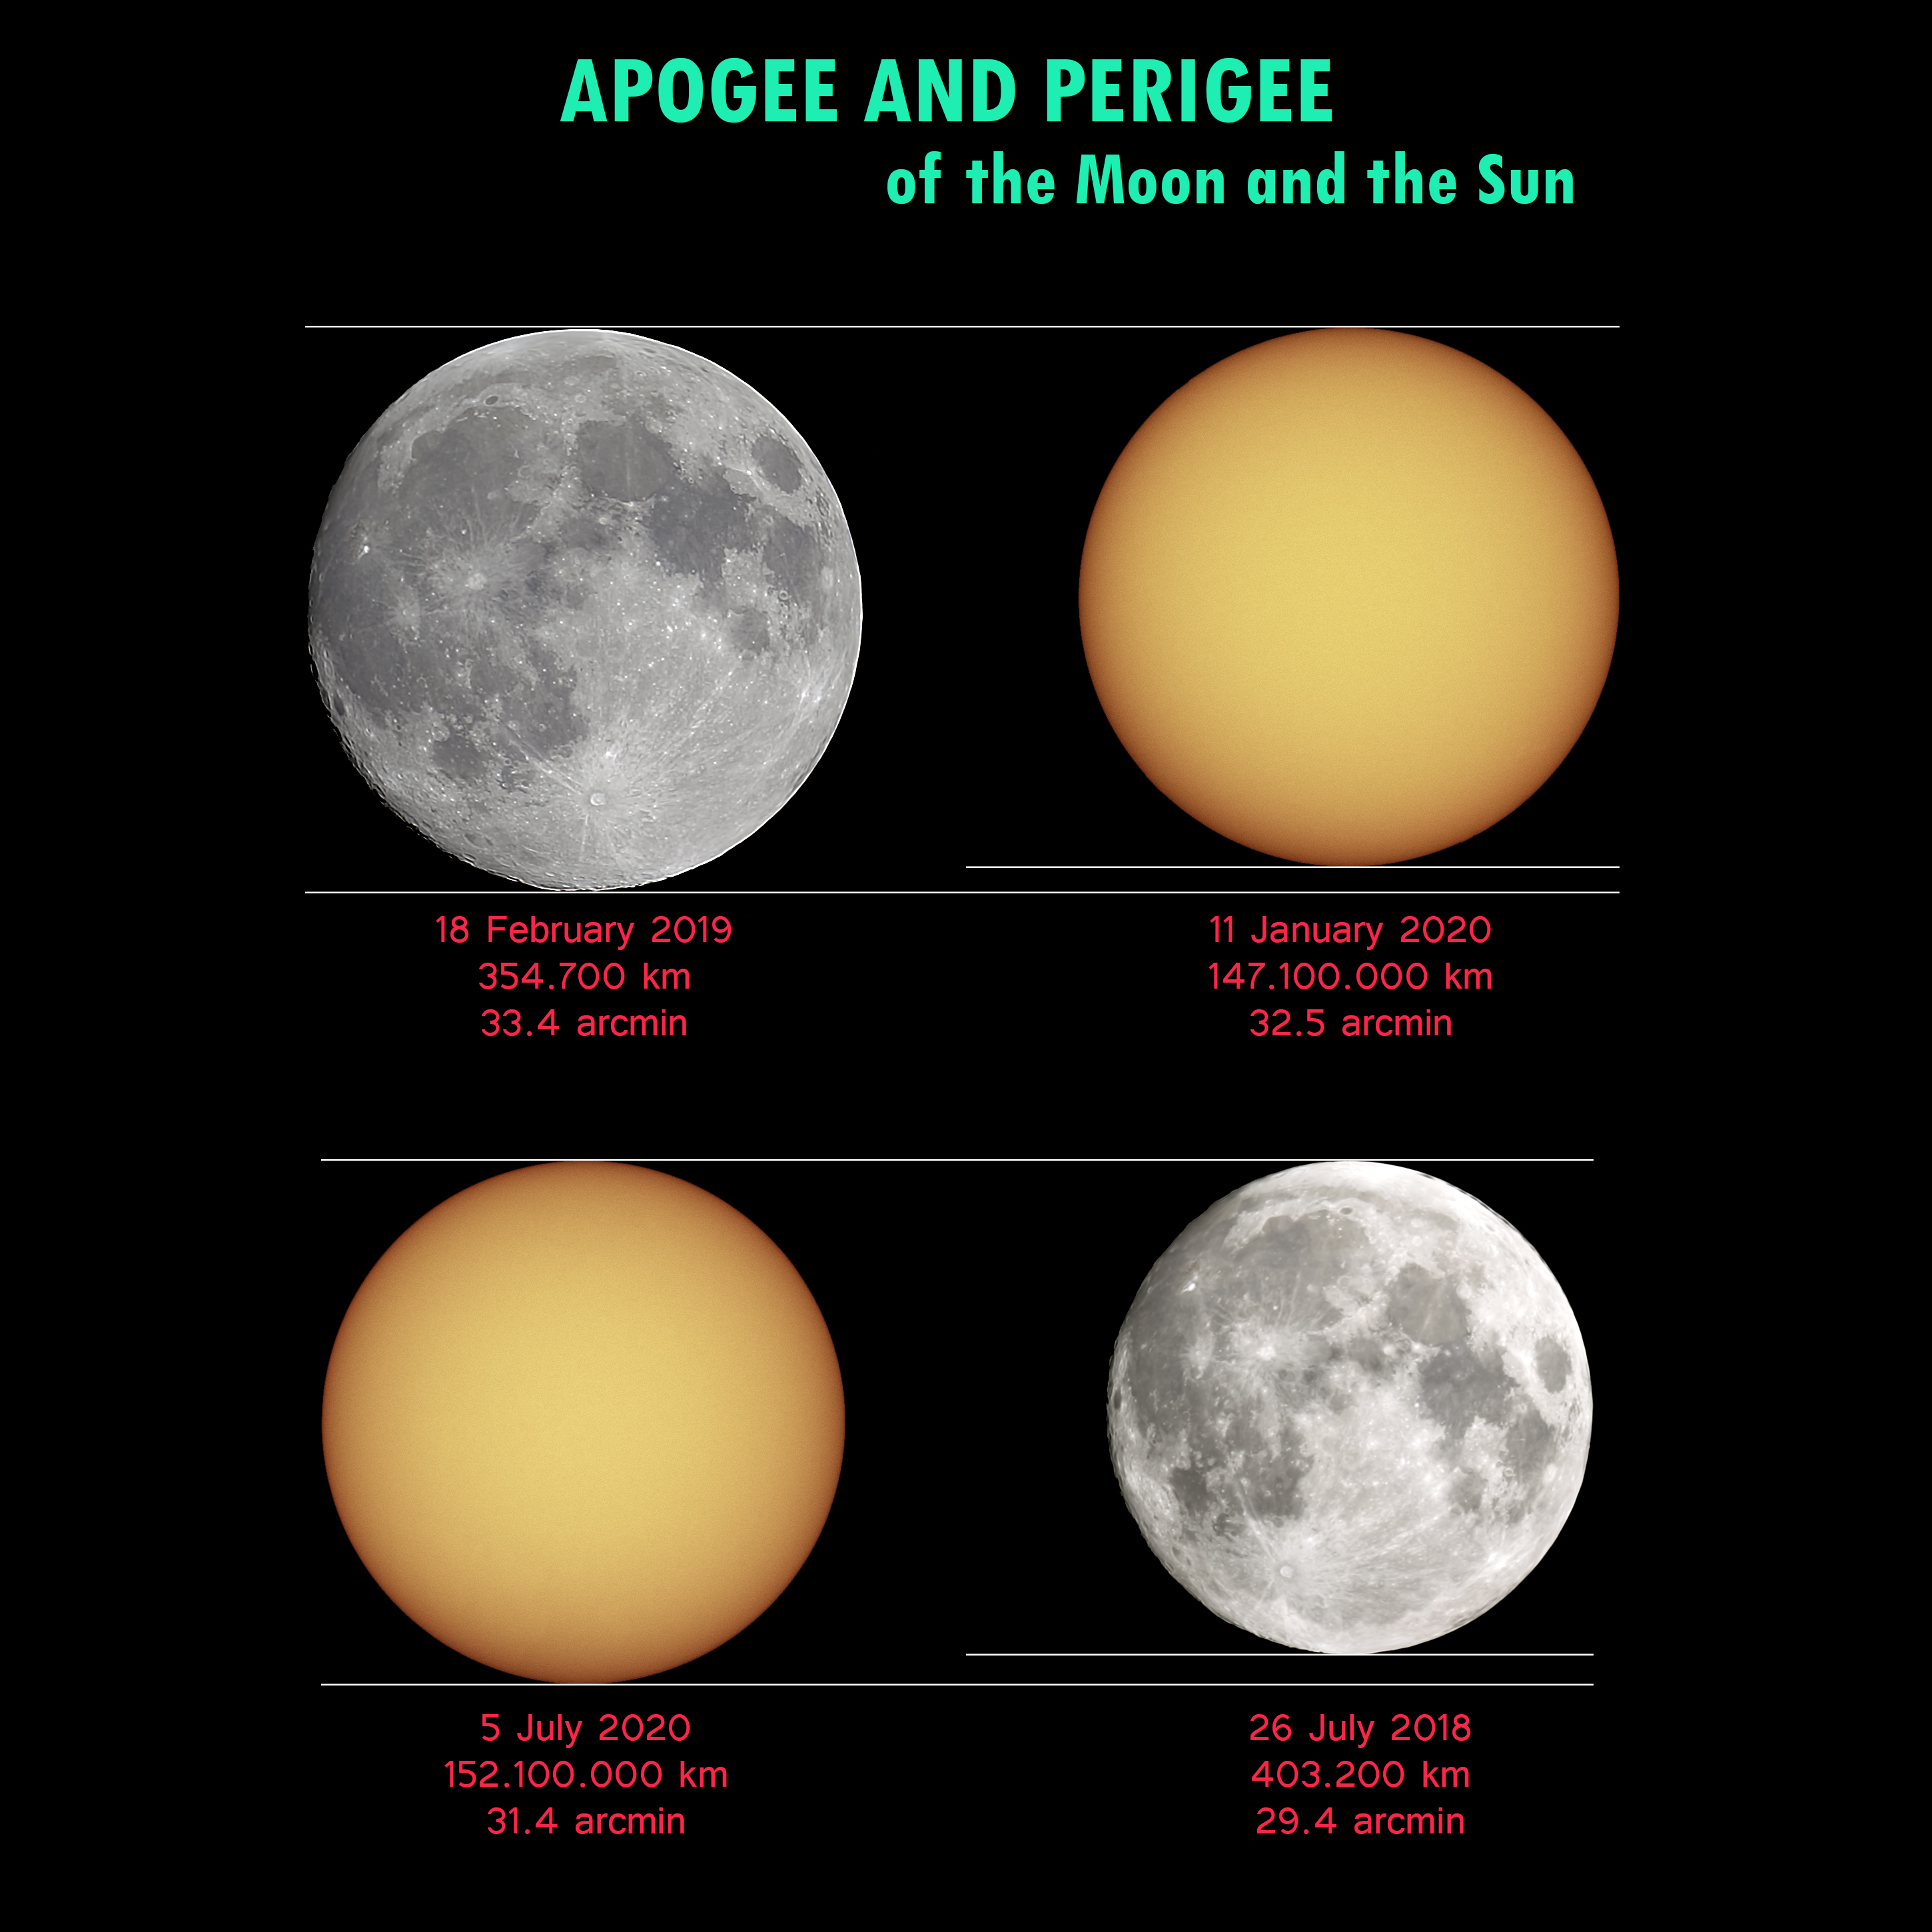 APOGEE AND PERIGEE
of the Moon and the Sun
18 February 2019
354.700 km
33.4 arcmin
11 January 2020
147.100.000 km
32.5 arcmin
5 July 2020
152.100.000 km
31.4 arcmin
26 July 2018
403.200 km
29.4 arcmin